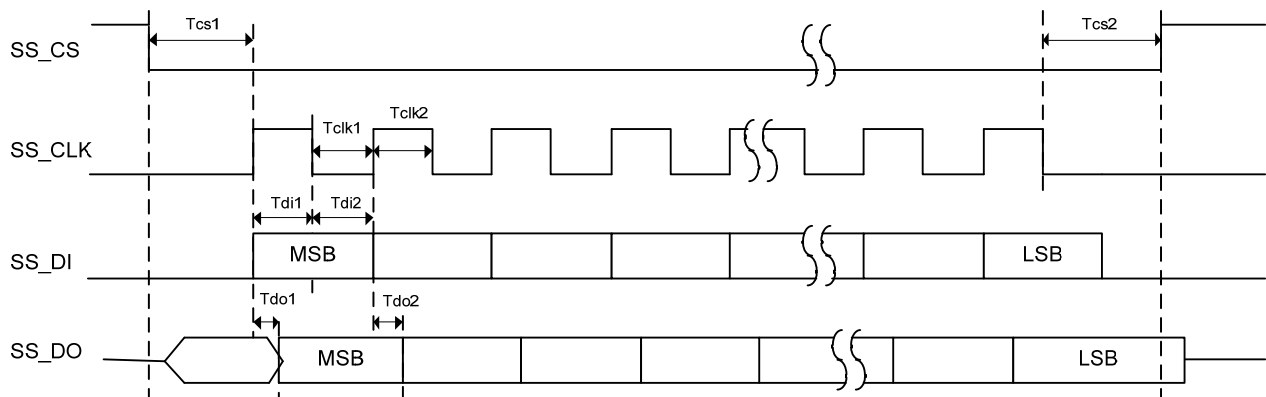 Tcs1 Tcs2
SS_CS
Tclk1 Tclk2
SS_CLK
Tdi1 Tdi2
SS_DI MSB LSB
Tdo1 Tdo2
SS_DO MSB LSB